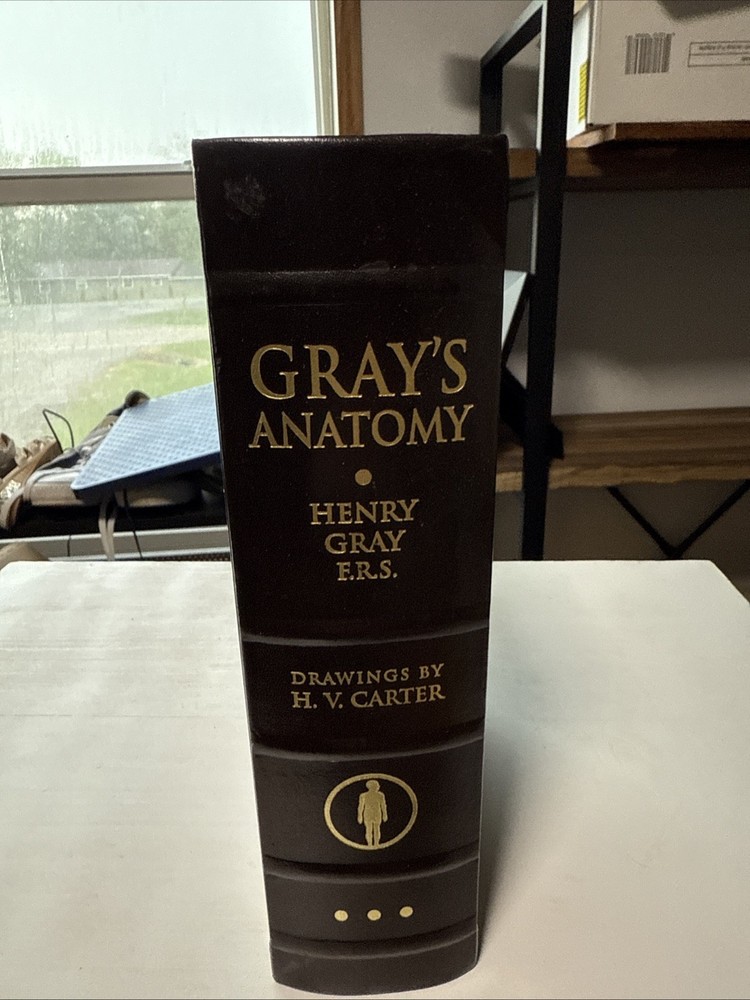 GRAY'S
ANATOMY
HENRY
GRAY
F.R.S.
DRAWINGS BY
H. V. CARTER